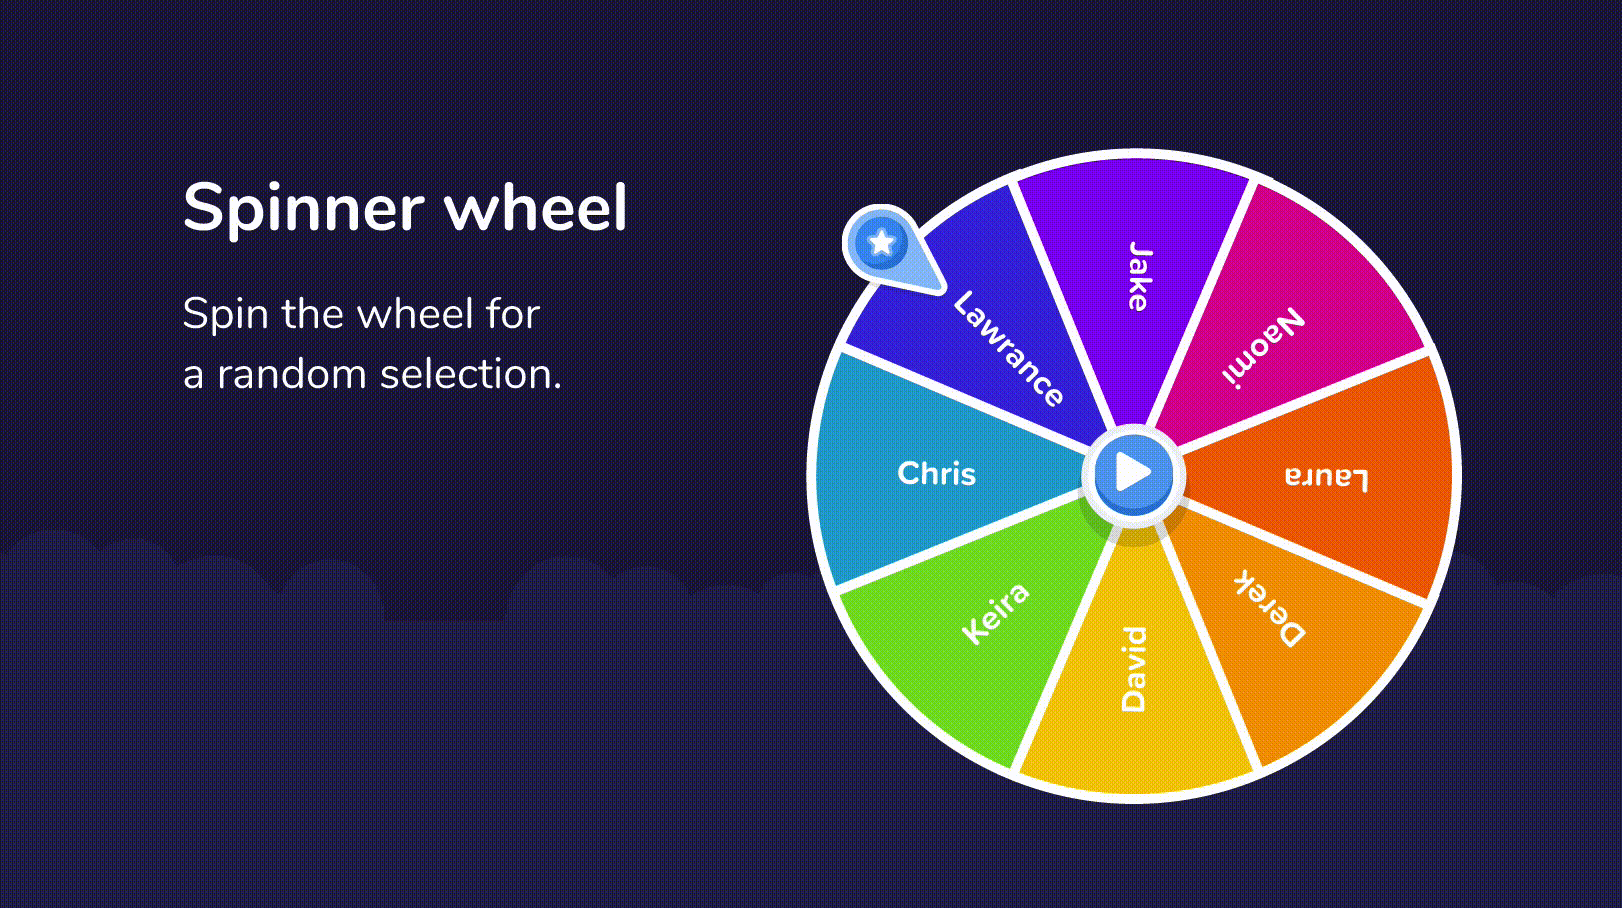 Spinner wheel
Spin the wheel for
a random selection.
Jake
Naomi
Laura
Derek
David
Keira
Chris
Lawrance